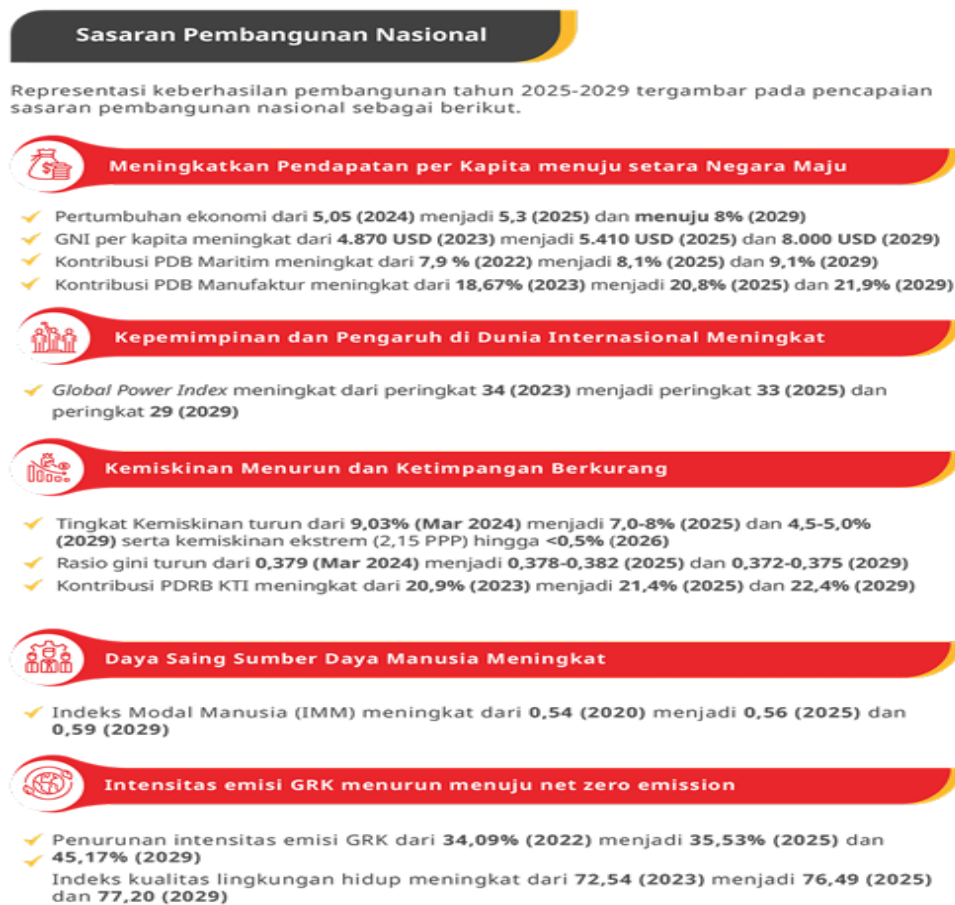 Sasaran Pembangunan Nasional
Representasi keberhasilan pembangunan tahun 2025-2029 tergambar pada pencapaian
sasaran pembangunan nasional sebagai berikut.
Meningkatkan Pendapatan per Kapita menuju setara Negara Maju
Pertumbuhan ekonomi dari 5,05 (2024) menjadi 5,3 (2025) dan menuju 8% (2029)
GNI per kapita meningkat dari 4.870 USD (2023) menjadi 5.410 USD (2025) dan 8.000 USD (2029)
Kontribusi PDB Maritim meningkat dari 7,9 % (2022) menjadi 8,1% (2025) dan 9,1% (2029)
Kontribusi PDB Manufaktur meningkat dari 18,67% (2023) menjadi 20,8% (2025) dan 21,9% (2029)
Kepemimpinan dan Pengaruh di Dunia Internasional Meningkat
Global Power Index meningkat dari peringkat 34 (2023) menjadi peringkat 33 (2025) dan
peringkat 29 (2029)
Kemiskinan Menurun dan Ketimpangan Berkurang
Tingkat Kemiskinan turun dari 9,03% (Mar 2024) menjadi 7,0-8% (2025) dan 4,5-5,0%
(2029) serta kemiskinan ekstrem (2,15 PPP) hingga <0,5% (2026)
Rasio gini turun dari 0,379 (Mar 2024) menjadi 0,378-0,382 (2025) dan 0,372-0,375 (2029)
Kontribusi PDRB KTI meningkat dari 20,9% (2023) menjadi 21,4% (2025) dan 22,4% (2029)
Daya Saing Sumber Daya Manusia Meningkat
Indeks Modal Manusia (IMM) meningkat dari 0,54 (2020) menjadi 0,56 (2025) dan
0,59 (2029)
Intensitas emisi GRK menurun menuju net zero emission
Penurunan intensitas emisi GRK dari 34,09% (2022) menjadi 35,53% (2025) dan
45,17% (2029)
Indeks kualitas lingkungan hidup meningkat dari 72,54 (2023) menjadi 76,49 (2025)
dan 77,20 (2029)